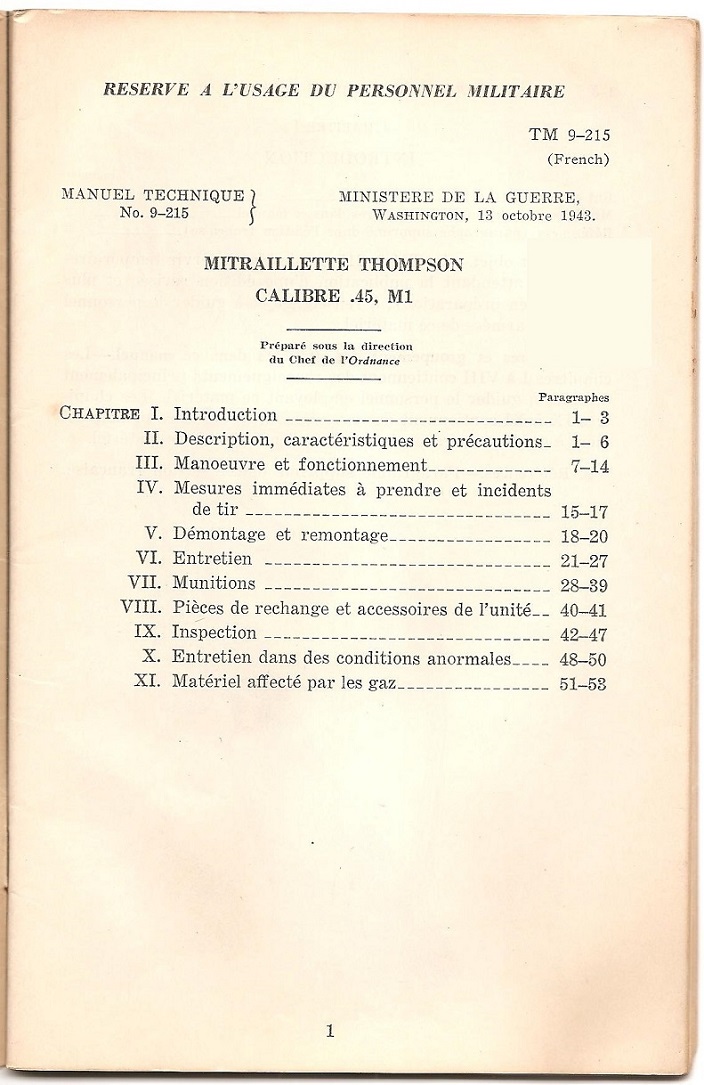 RESERVE A L'USAGE DU PERSONNEL MILITAIRE
TM 9–215
(French)
MANUEL TECHNIQUE }
No. 9–215
MINISTERE DE LA GUERRE,
WASHINGTON, 13 octobre 1943.
MITRAILLETTE THOMPSON
CALIBRE .45, M1
Préparé sous la direction
du Chef de l'Ordnance
Paragraphes
CHAPITRE I. Introduction 1– 3
II. Description, caractéristiques et précautions 1– 6
III. Manoeuvre et fonctionnement 7–14
IV. Mesures immédiates à prendre et incidents
de tir 15–17
V. Démontage et remontage 18–20
VI. Entretien 21–27
VII. Munitions 28–39
VIII. Pièces de rechange et accessoires de l'unité 40–41
IX. Inspection 42–47
X. Entretien dans des conditions anormales 48–50
XI. Matériel affecté par les gaz 51–53
1